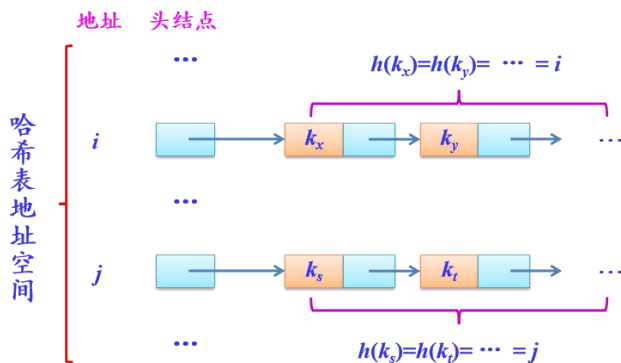 地址 头结点
…
h(kx)=h(ky)= … = i
哈希表地址空间
i kx ky …
…
j ks kt …
h(ks)=h(kt)= … = j
…